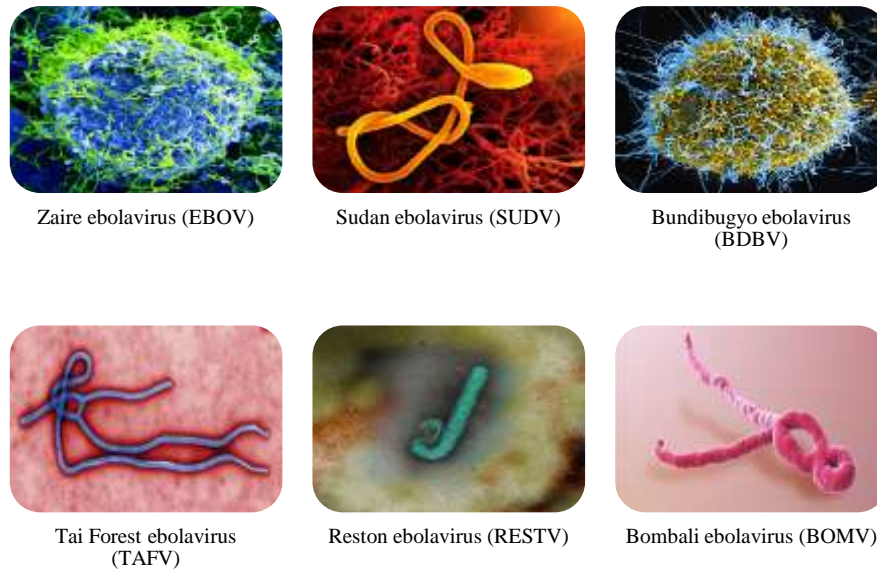 Zaire ebolavirus (EBOV)
Sudan ebolavirus (SUDV)
Bundibugyo ebolavirus
(BDBV)
Tai Forest ebolavirus
(TAFV)
Reston ebolavirus (RESTV)
Bombali ebolavirus (BOMV)